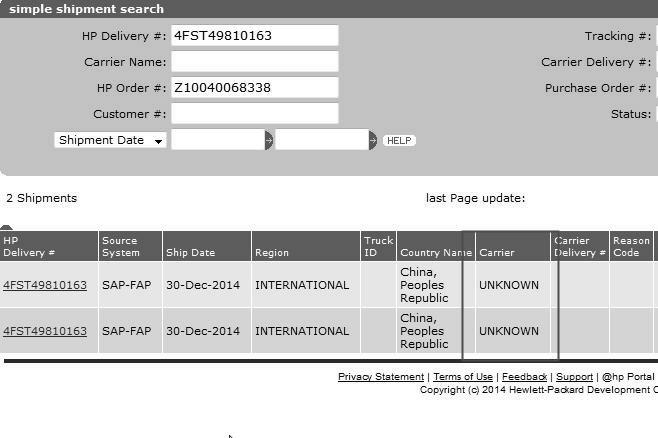 simple shipment search
HP Delivery #: 4FST49810163 Tracking #:
Carrier Name: Carrier Delivery #:
HP Order #: Z10040068338 Purchase Order #:
Customer #: Status:
Shipment Date HELP
2 Shipments last Page update:
HP Delivery # Source System Ship Date Region Truck ID Country Name Carrier Carrier Delivery # Reason Code
4FST49810163 SAP-FAP 30-Dec-2014 INTERNATIONAL China, Peoples Republic UNKNOWN
4FST49810163 SAP-FAP 30-Dec-2014 INTERNATIONAL China, Peoples Republic UNKNOWN
Privacy Statement | Terms of Use | Feedback | Support | @hp Portal
Copyright (c) 2014 Hewlett-Packard Development